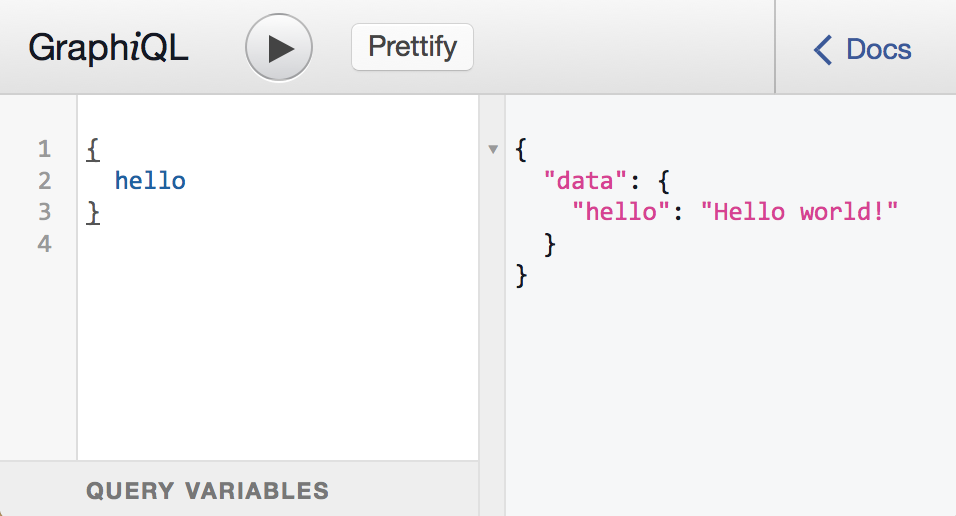 GraphiQL
Prettify
Docs
1 {
2   hello
3 }
4
{
  "data": {
    "hello": "Hello world!"
  }
}
QUERY VARIABLES